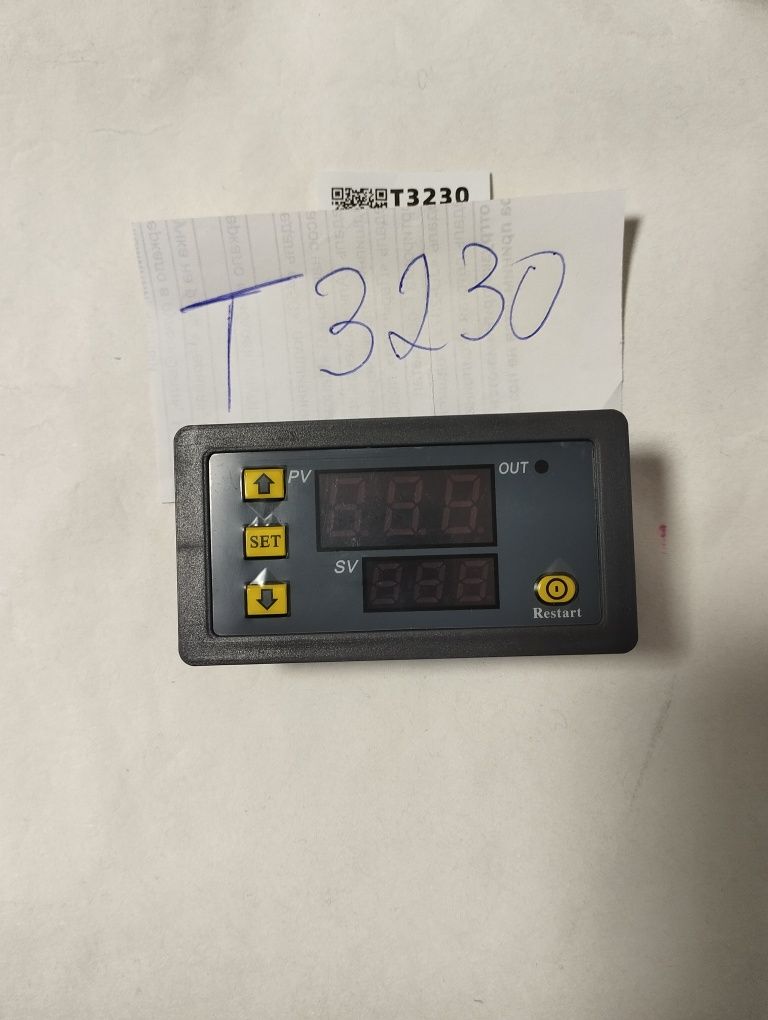 T3230
T3230
PV
OUT
SET
SV
Restart